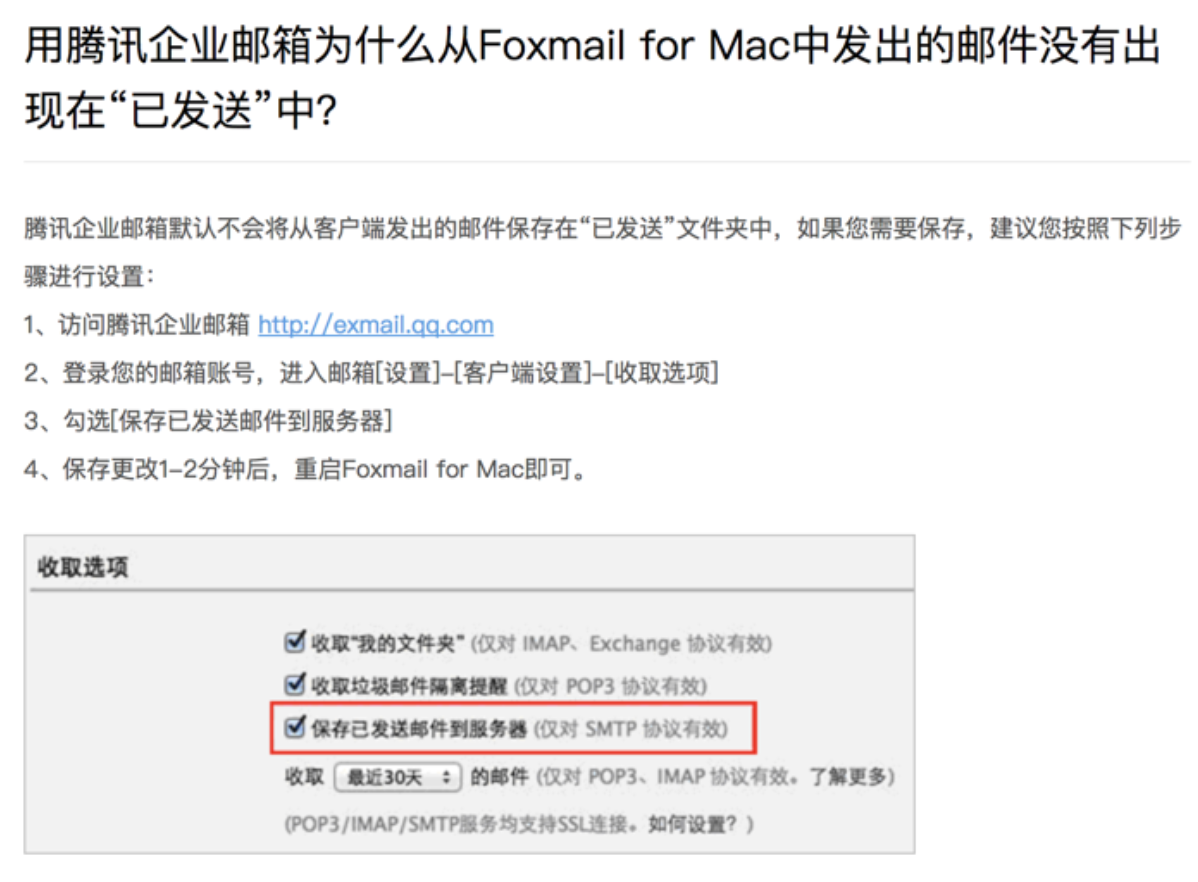 用腾讯企业邮箱为什么从Foxmail for Mac中发出的邮件没有出
现在“已发送”中?
腾讯企业邮箱默认不会将从客户端发出的邮件保存在“已发送”文件夹中，如果您需要保存，建议您按照下列步
骤进行设置：
1、访问腾讯企业邮箱 http://exmail.qq.com
2、登录您的邮箱账号，进入邮箱[设置]–[客户端设置]–[收取选项]
3、勾选[保存已发送邮件到服务器]
4、保存更改1–2分钟后，重启Foxmail for Mac即可。
收取选项
收取"我的文件夹" (仅对 IMAP、Exchange 协议有效)
收取垃圾邮件隔离提醒 (仅对 POP3 协议有效)
保存已发送邮件到服务器 (仅对 SMTP 协议有效)
收取 最近30天 的邮件 (仅对 POP3、IMAP 协议有效。了解更多)
(POP3/IMAP/SMTP服务均支持SSL连接。如何设置？)